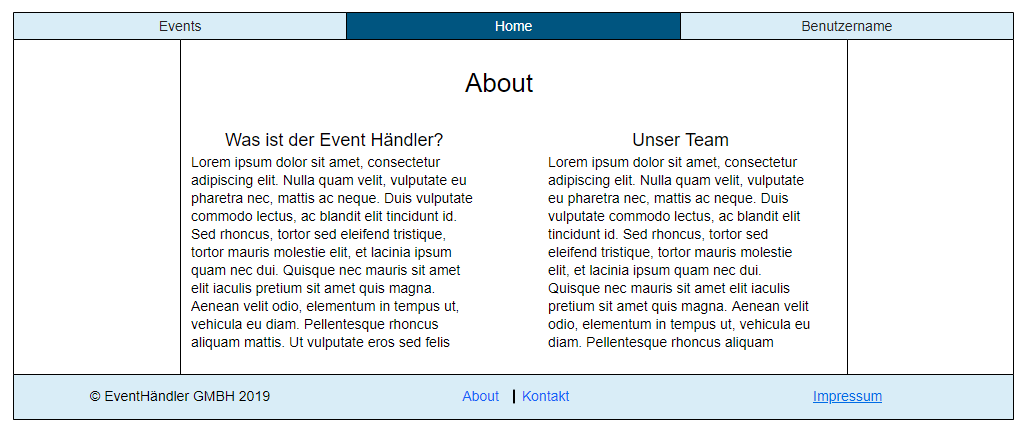 Events
Home
Benutzername
About
Was ist der Event Händler?
Lorem ipsum dolor sit amet, consectetur
adipiscing elit. Nulla quam velit, vulputate eu
pharetra nec, mattis ac neque. Duis vulputate
commodo lectus, ac blandit elit tincidunt id.
Sed rhoncus, tortor sed eleifend tristique,
tortor mauris molestie elit, et lacinia ipsum
quam nec dui. Quisque nec mauris sit amet
elit iaculis pretium sit amet quis magna.
Aenean velit odio, elementum in tempus ut,
vehicula eu diam. Pellentesque rhoncus
aliquam mattis. Ut vulputate eros sed felis
Unser Team
Lorem ipsum dolor sit amet, consectetur
adipiscing elit. Nulla quam velit, vulputate
eu pharetra nec, mattis ac neque. Duis
vulputate commodo lectus, ac blandit elit
tincidunt id. Sed rhoncus, tortor sed
eleifend tristique, tortor mauris molestie
elit, et lacinia ipsum quam nec dui.
Quisque nec mauris sit amet elit iaculis
pretium sit amet quis magna. Aenean velit
odio, elementum in tempus ut, vehicula eu
diam. Pellentesque rhoncus aliquam
© EventHändler GMBH 2019
About | Kontakt
Impressum